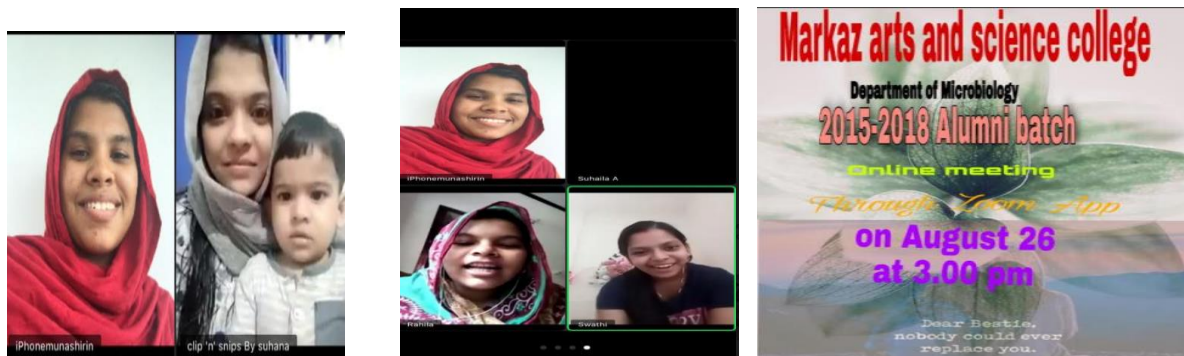 iPhonemunashirin
clip 'n' snips By suhana
iPhonemunashirin
Suhaila A
Rahila
Swathi
Markaz arts and science college
Department of Microbiology
2015-2018 Alumni batch
Online meeting
Through Zoom App
on August 26
at 3.00 pm
Dear Bestie,
nobody could ever
replace you.